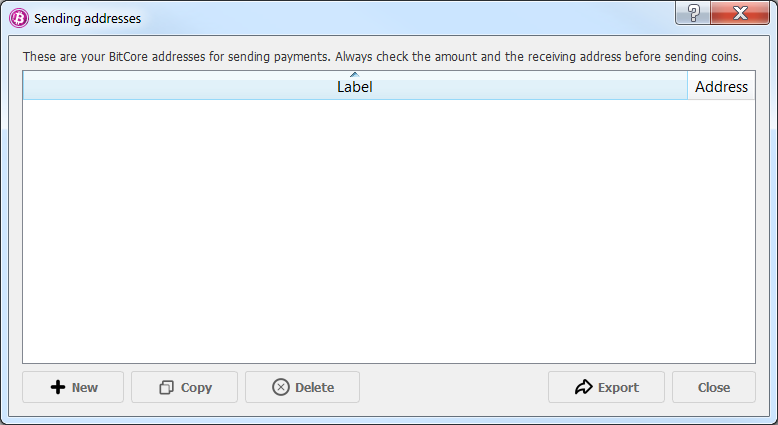 Sending addresses
These are your BitCore addresses for sending payments. Always check the amount and the receiving address before sending coins.
Label Address
New Copy Delete Export Close